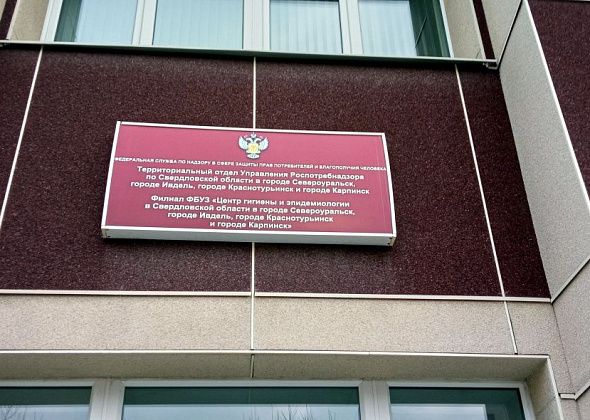 ФЕДЕРАЛЬНАЯ СЛУЖБА ПО НАДЗОРУ В СФЕРЕ ЗАЩИТЫ ПРАВ ПОТРЕБИТЕЛЕЙ И БЛАГОПОЛУЧИЯ ЧЕЛОВЕКА
Территориальный отдел Управления Роспотребнадзора
по Свердловской области в городе Североуральск,
городе Ивдель, городе Краснотурьинск и городе Карпинск
Филиал ФБУЗ «Центр гигиены и эпидемиологии
в Свердловской области в городе Североуральск,
городе Ивдель, городе Краснотурьинск
и городе Карпинск»